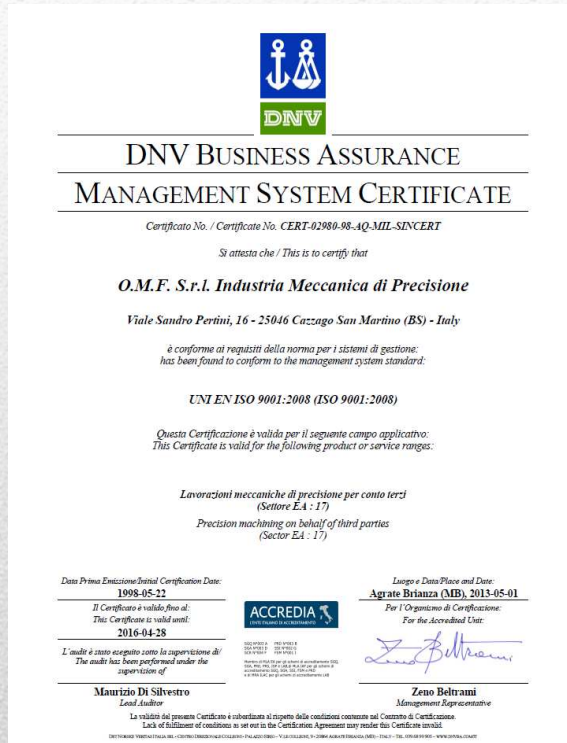 DNV
DNV BUSINESS ASSURANCE
MANAGEMENT SYSTEM CERTIFICATE
Certificato No. / Certificate No. CERT-02980-98-AQ-MIL-SINCERT
Si attesta che / This is to certify that
O.M.F. S.r.l. Industria Meccanica di Precisione
Viale Sandro Pertini, 16 - 25046 Cazzago San Martino (BS) - Italy
è conforme ai requisiti della norma per i sistemi di gestione:
has been found to conform to the management system standard:
UNI EN ISO 9001:2008 (ISO 9001:2008)
Questa Certificazione è valida per il seguente campo applicativo:
This Certificate is valid for the following product or service ranges:
Lavorazioni meccaniche di precisione per conto terzi
(Settore EA : 17)
Precision machining on behalf of third parties
(Sector EA : 17)
Data Prima Emissione/Initial Certification Date:
1998-05-22
Il Certificato è valido fino al:
This Certificate is valid until:
2016-04-28
L'audit è stato eseguito sotto la supervisione di/
The audit has been performed under the
supervision of
Maurizio Di Silvestro
Lead Auditor
ACCREDIA
L'ENTE ITALIANO DI ACCREDITAMENTO
Luogo e Data/Place and Date:
Agrate Brianza (MB), 2013-05-01
Per l'Organismo di Certificazione:
For the Accredited Unit:
Zeno Beltrami
Zeno Beltrami
Management Representative
La validità del presente Certificato è subordinata al rispetto delle condizioni contenute nel Contratto di Certificazione.
Lack of fulfilment of conditions as set out in the Certification Agreement may render this Certificate invalid.